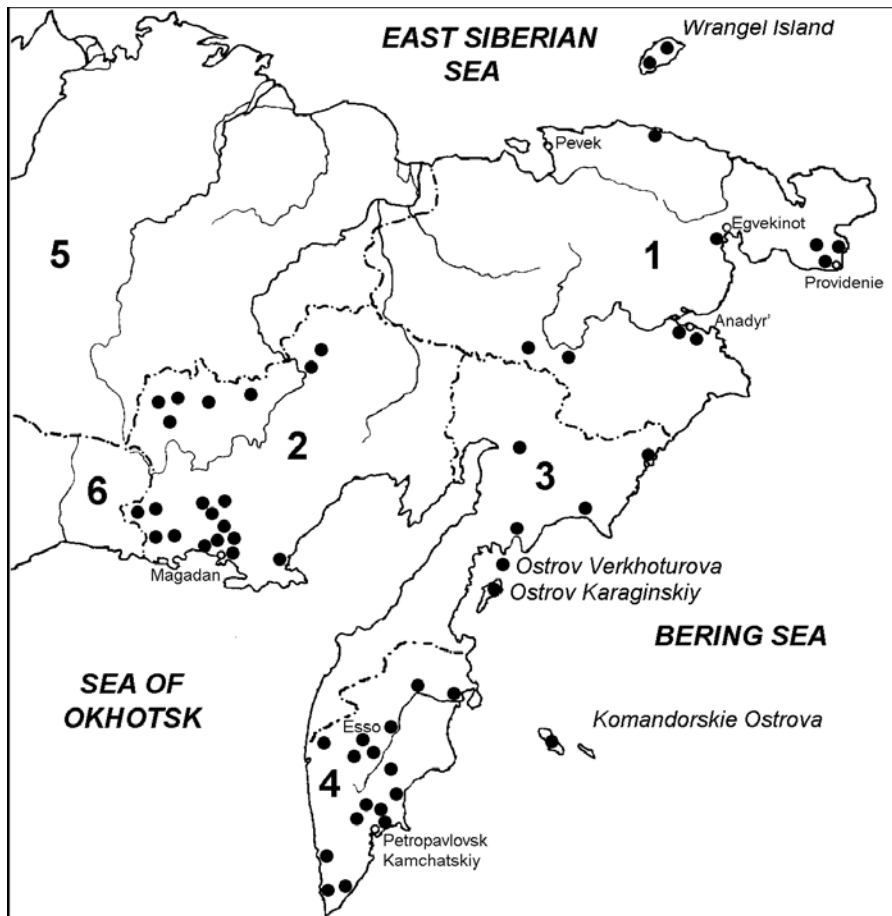 EAST SIBERIAN
SEA
Wrangel Island
Pevek
Egvekinot
5
1
Providenie
Anadyr'
2
3
6
Magadan
Ostrov Verkhoturova
Ostrov Karaginskiy
BERING SEA
SEA OF
OKHOTSK
Komandorskie Ostrova
Esso
4
Petropavlovsk
Kamchatskiy